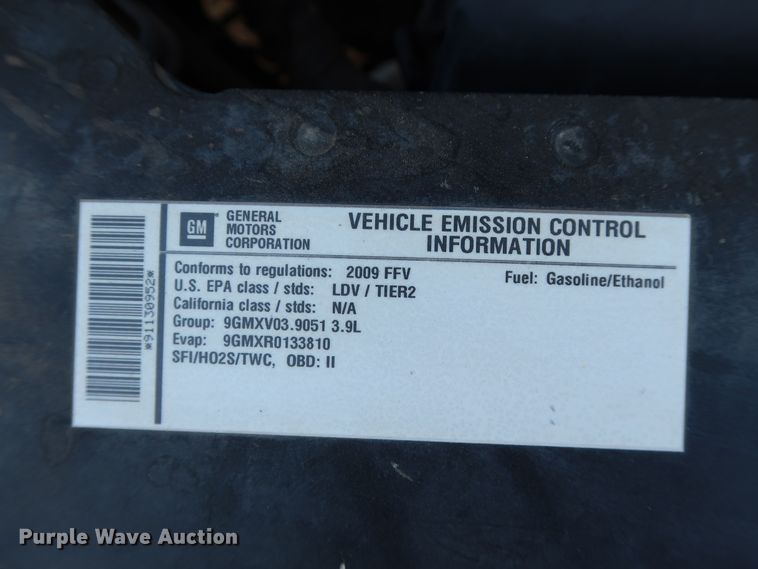 *91130952*
GM GENERAL
MOTORS
CORPORATION
VEHICLE EMISSION CONTROL
INFORMATION
Conforms to regulations: 2009 FFV Fuel: Gasoline/Ethanol
U.S. EPA class / stds: LDV / TIER2
California class / stds: N/A
Group: 9GMXV03.9051 3.9L
Evap: 9GMXR0133810
SFI/HO2S/TWC, OBD: II
Purple Wave Auction